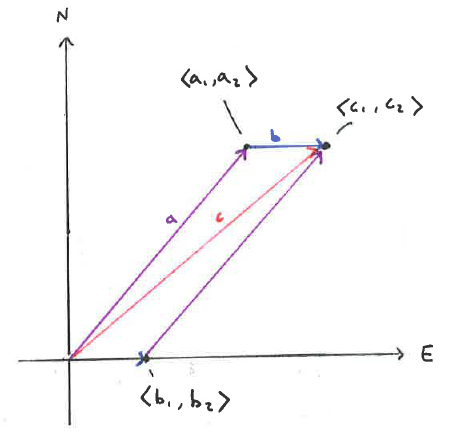 N
<a₁,a₂>
<c₁,c₂>
b
a
c
E
<b₁,b₂>